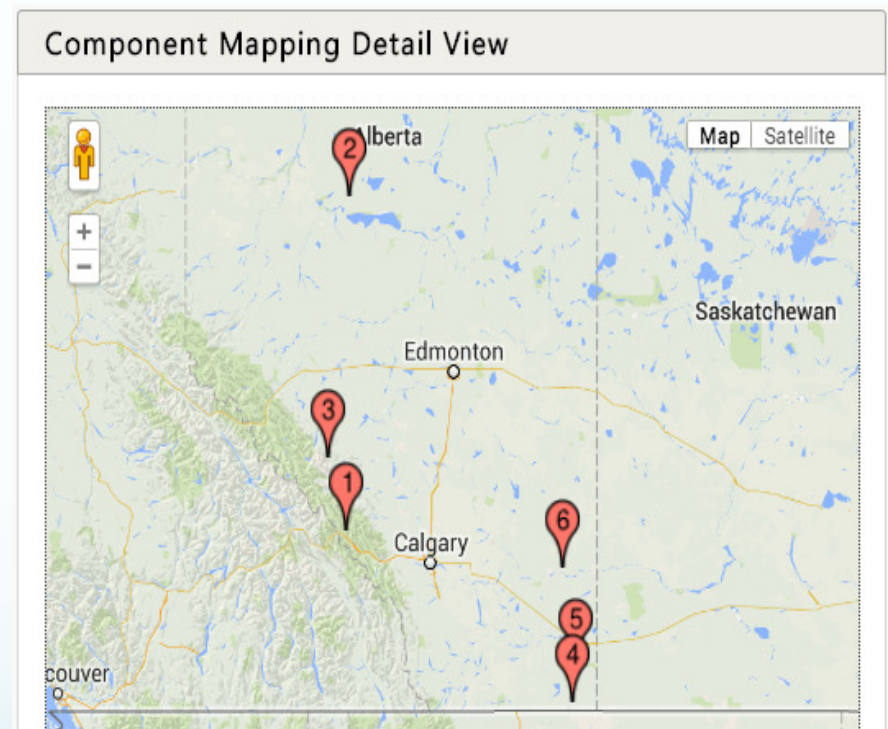 Component Mapping Detail View
Alberta
2
Map Satellite
+
−
Saskatchewan
Edmonton
3
1
6
Calgary
5
4
couver